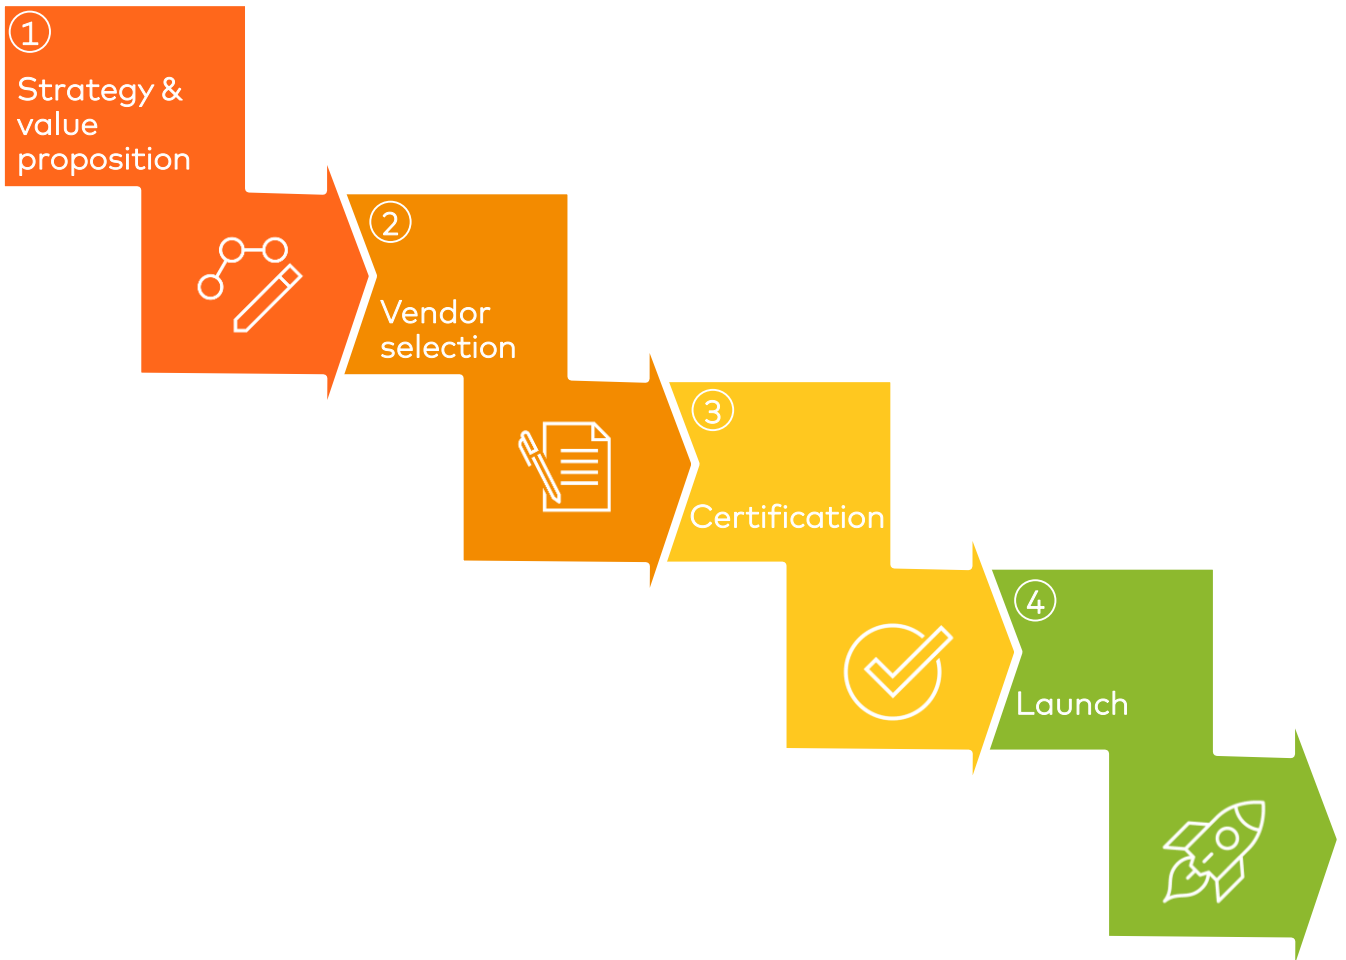 1
Strategy &
value
proposition
2
Vendor
selection
3
Certification
4
Launch